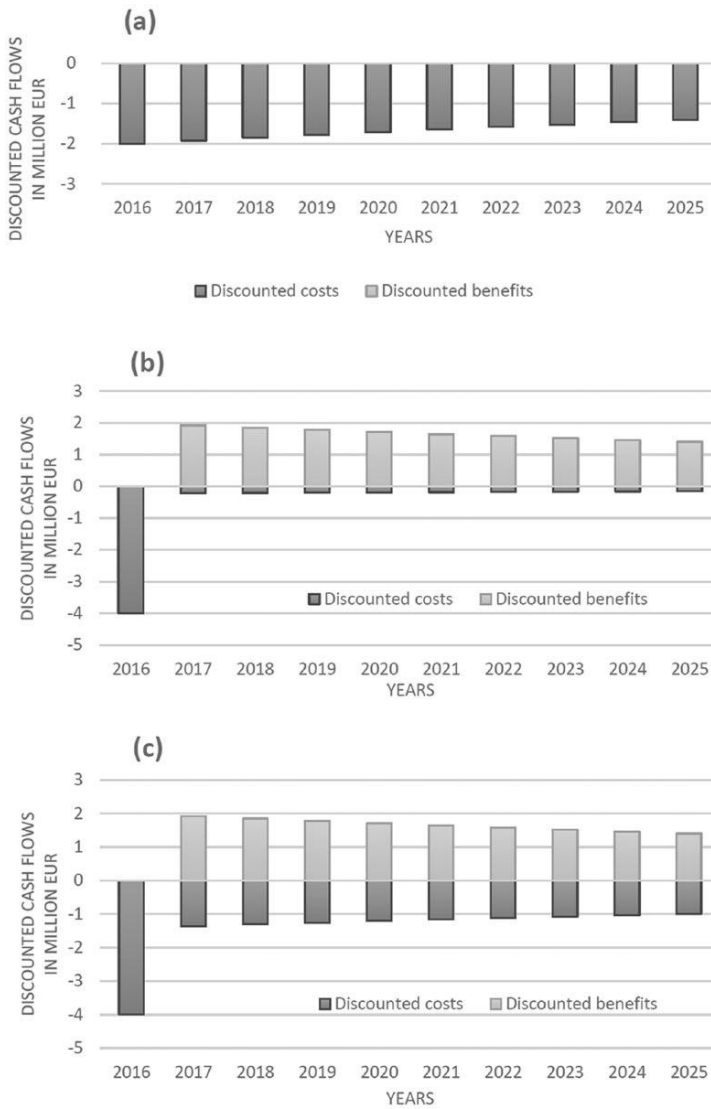 (a)
DISCOUNTED CASH FLOWS
IN MILLION EUR
0
-1
-2
-3
2016 2017 2018 2019 2020 2021 2022 2023 2024 2025
YEARS
Discounted costs Discounted benefits
(b)
DISCOUNTED CASH FLOWS
IN MILLION EUR
3
2
1
0
-1
-2
-3
-4
-5
Discounted costs Discounted benefits
2016 2017 2018 2019 2020 2021 2022 2023 2024 2025
YEARS
(c)
DISCOUNTED CASH FLOWS
IN MILLION EUR
3
2
1
0
-1
-2
-3
-4
-5
Discounted costs Discounted benefits
2016 2017 2018 2019 2020 2021 2022 2023 2024 2025
YEARS